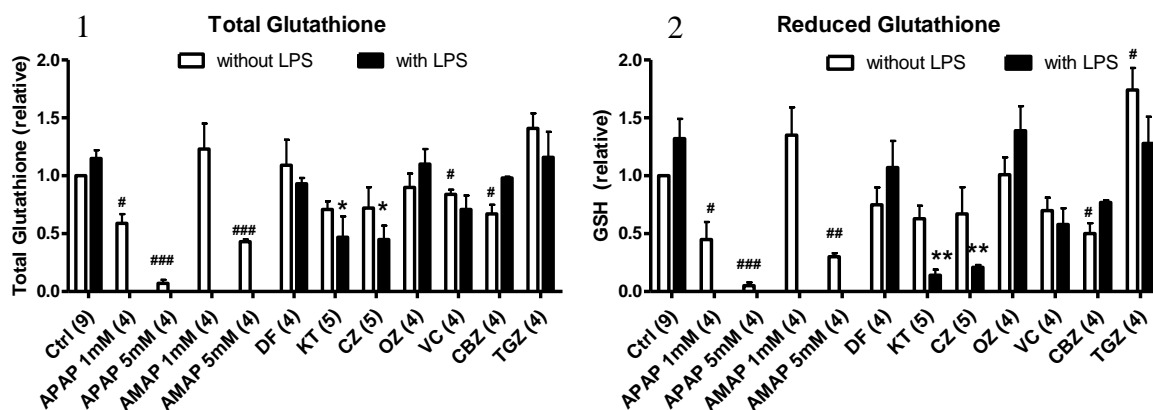 1 Total Glutathione
without LPS with LPS
Total Glutathione (relative)
2.0
1.5
1.0
0.5
0.0
# ### ### * * # #
Ctrl (9)
APAP 1mM (4)
APAP 5mM (4)
AMAP 1mM (4)
AMAP 5mM (4)
DF (4)
KT (5)
CZ (5)
OZ (4)
VC (4)
CBZ (4)
TGZ (4)
2 Reduced Glutathione
without LPS with LPS
GSH (relative)
2.0
1.5
1.0
0.5
0.0
# ### ## ** ** # #
Ctrl (9)
APAP 1mM (4)
APAP 5mM (4)
AMAP 1mM (4)
AMAP 5mM (4)
DF (4)
KT (5)
CZ (5)
OZ (4)
VC (4)
CBZ (4)
TGZ (4)